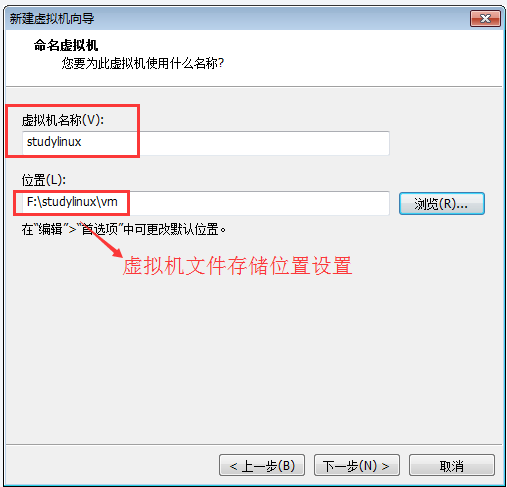 新建虚拟机向导
命名虚拟机
您要为此虚拟机使用什么名称?
虚拟机名称(V):
studylinux
位置(L):
F:\studylinux\vm
浏览(R)...
在"编辑">"首选项"中可更改默认位置。
虚拟机文件存储位置设置
< 上一步(B)
下一步(N) >
取消